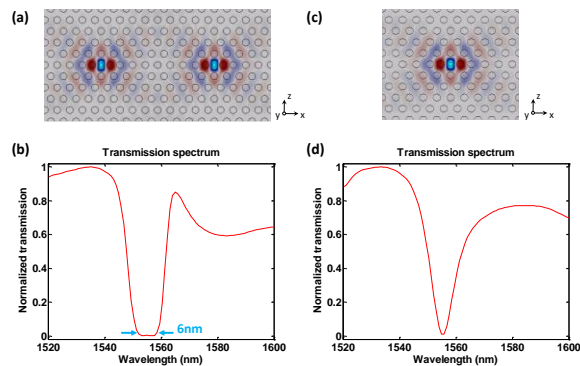 (a)
z
y
x
(c)
z
y
x
(b)
Transmission spectrum
Normalized transmission
1
0.8
0.6
0.4
0.2
0
6nm
1520
1540
1560
1580
1600
Wavelength (nm)
(d)
Transmission spectrum
Normalized transmission
1
0.8
0.6
0.4
0.2
0
1520
1540
1560
1580
1600
Wavelength (nm)